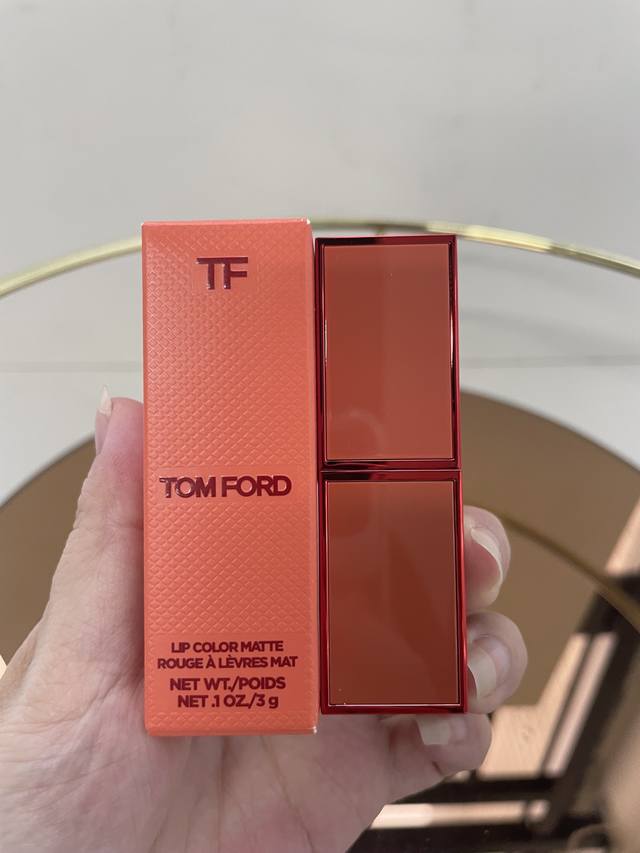 TF
TOM FORD
LIP COLOR MATTE
ROUGE À LÈVRES MAT
NET WT./POIDS
NET .1 OZ./3 g